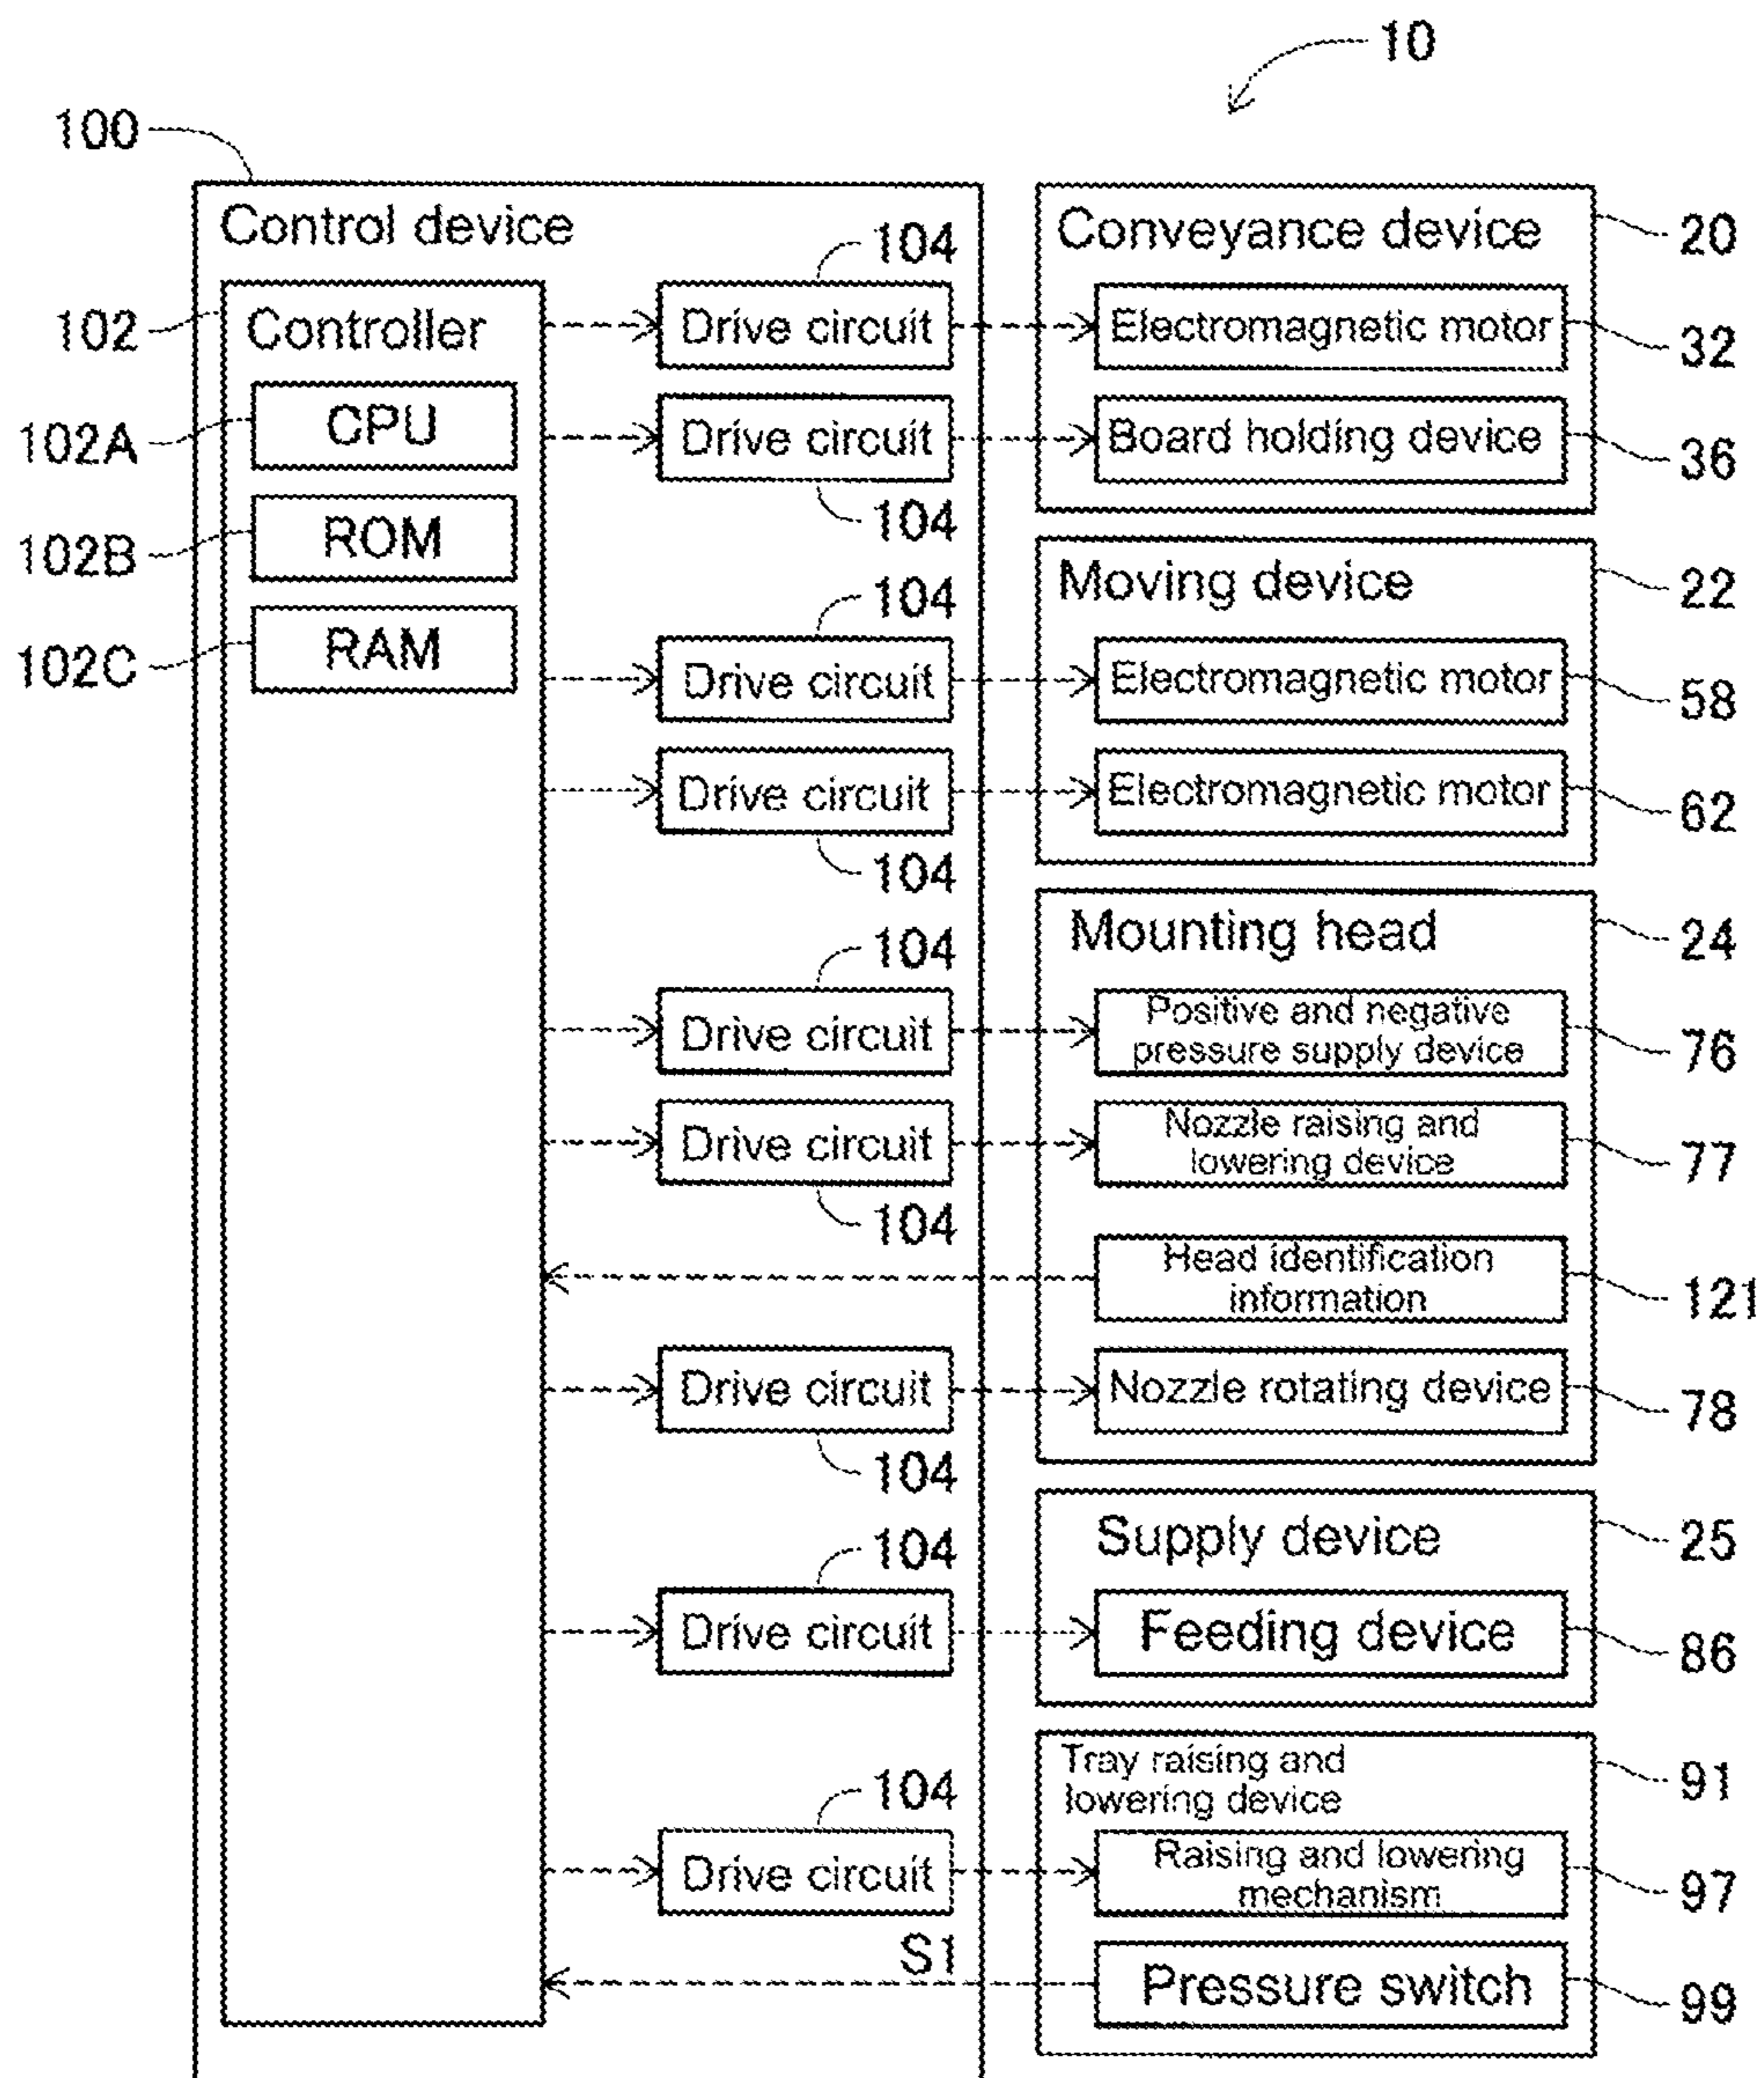 10
100
Control device
Conveyance device
20
104
102
Controller
Drive circuit
Electromagnetic motor
32
102A
CPU
Drive circuit
Board holding device
36
104
102B
ROM
Moving device
22
104
102C
RAM
Drive circuit
Electromagnetic motor
58
Drive circuit
Electromagnetic motor
62
104
Mounting head
24
104
Drive circuit
Positive and negative
pressure supply device
76
Drive circuit
Nozzle raising and
lowering device
77
104
Head identification
information
121
Drive circuit
Nozzle rotating device
78
104
Supply device
25
104
Drive circuit
Feeding device
86
Tray raising and
lowering device
91
104
Drive circuit
Raising and lowering
mechanism
97
S1
Pressure switch
99